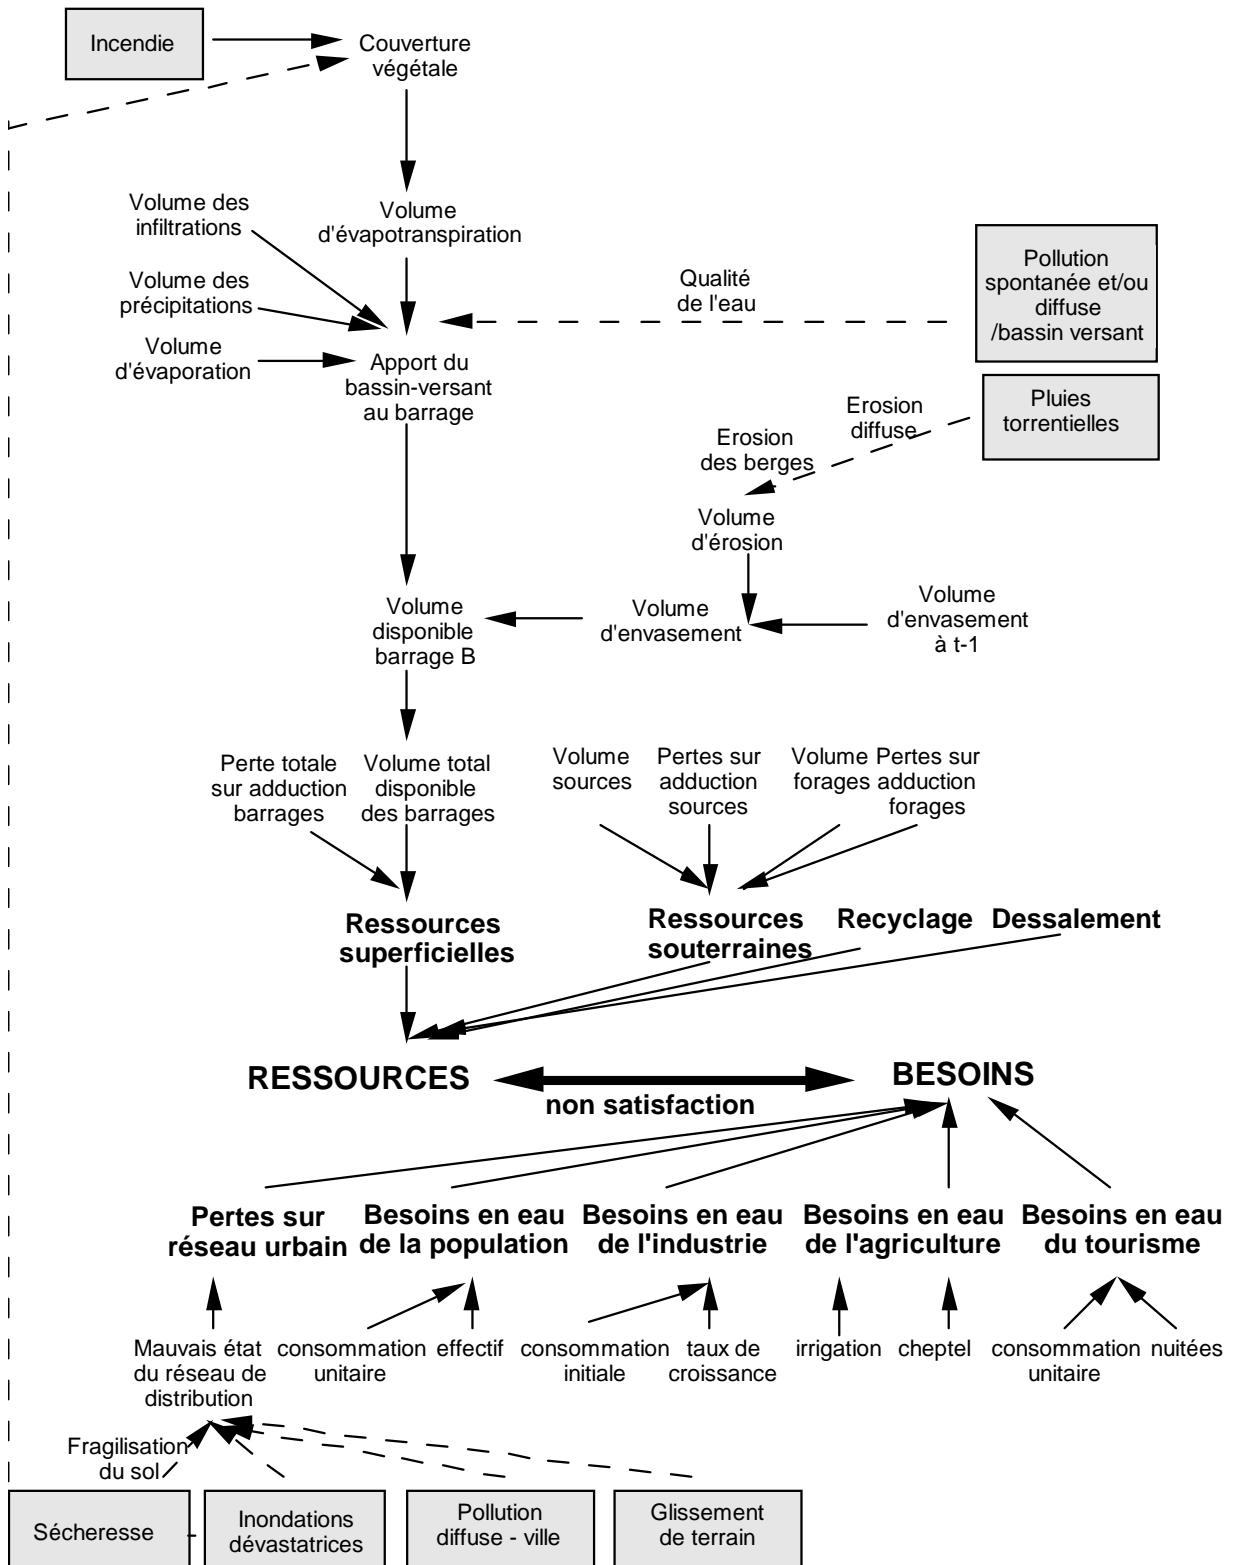 Incendie
Couverture
végétale
Volume des
infiltrations
Volume
d'évapotranspiration
Volume des
précipitations
Qualité
de l'eau
Pollution
spontanée et/ou
diffuse
/bassin versant
Volume
d'évaporation
Apport du
bassin-versant
au barrage
Erosion
diffuse
Pluies
torrentielles
Erosion
des berges
Volume
d'érosion
Volume
disponible
barrage B
Volume
d'envasement
Volume
d'envasement
à t-1
Perte totale
sur adduction
barrages
Volume total
disponible
des barrages
Volume
sources
Pertes sur
adduction
sources
Volume
forages
Pertes sur
adduction
forages
Ressources
superficielles
Ressources
souterraines
Recyclage
Dessalement
RESSOURCES
BESOINS
non satisfaction
Pertes sur
réseau urbain
Besoins en eau
de la population
Besoins en eau
de l'industrie
Besoins en eau
de l'agriculture
Besoins en eau
du tourisme
Mauvais état
du réseau de
distribution
consommation
unitaire
effectif
consommation
initiale
taux de
croissance
irrigation
cheptel
consommation
unitaire
nuitées
Fragilisation
du sol
Sécheresse
Inondations
dévastatrices
Pollution
diffuse - ville
Glissement
de terrain